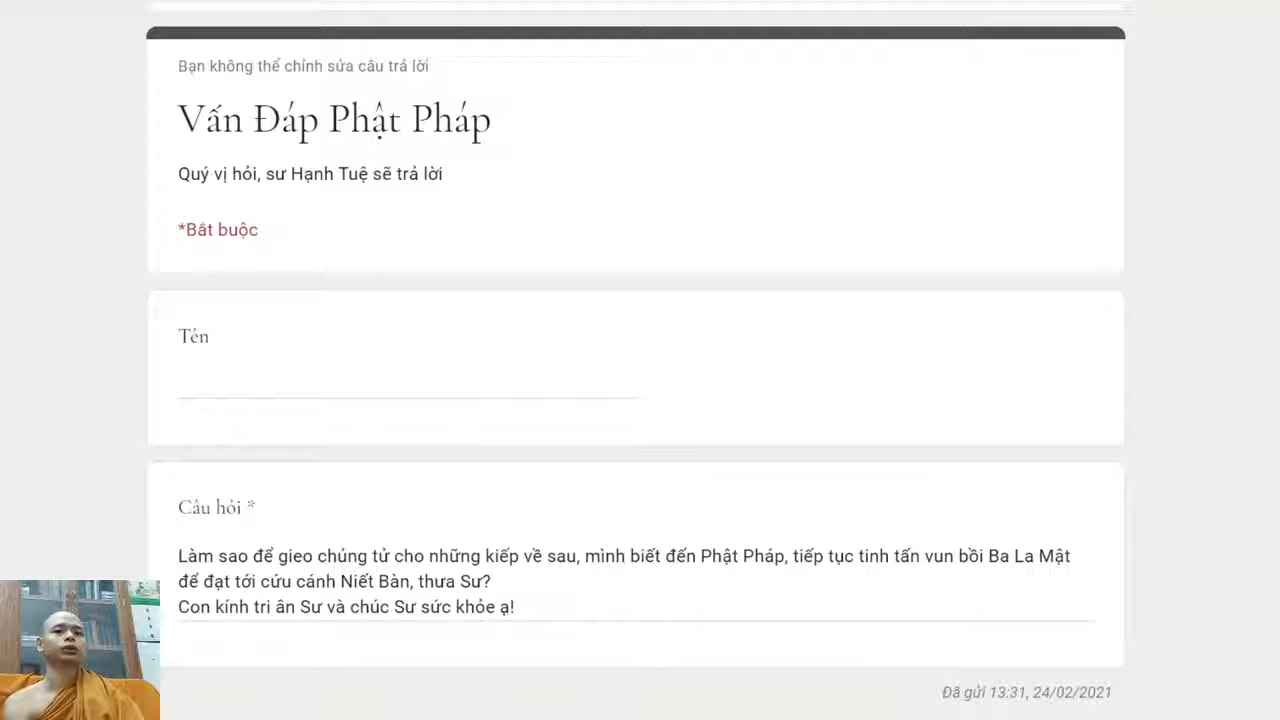 Bạn không thể chỉnh sửa câu trả lời
Vấn Đáp Phật Pháp
Quý vị hỏi, sư Hạnh Tuệ sẽ trả lời
*Bắt buộc
Tên
Câu hỏi *
Làm sao để gieo chủng tử cho những kiếp về sau, mình biết đến Phật Pháp, tiếp tục tinh tấn vun bồi Ba La Mật
để đạt tới cứu cánh Niết Bàn, thưa Sư?
Con kính tri ân Sư và chúc Sư sức khỏe ạ!
Đã gửi 13:31, 24/02/2021